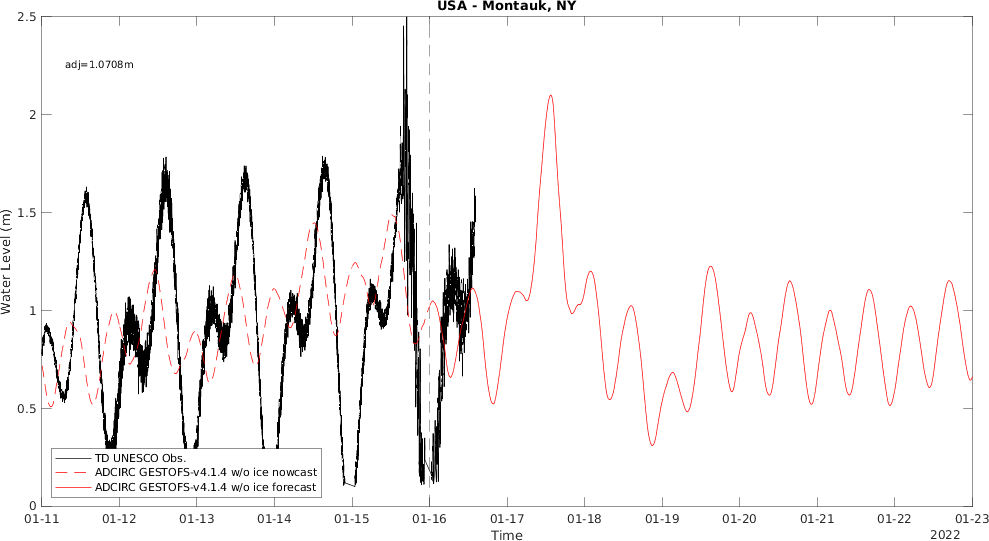 USA - Montauk, NY
adj=1.0708m
Water Level (m)
2.5
2
1.5
1
0.5
0
TD UNESCO Obs.
ADCIRC GESTOFS-v4.1.4 w/o ice nowcast
ADCIRC GESTOFS-v4.1.4 w/o ice forecast
01-11 01-12 01-13 01-14 01-15 01-16 01-17 01-18 01-19 01-20 01-21 01-22 01-23
Time
2022